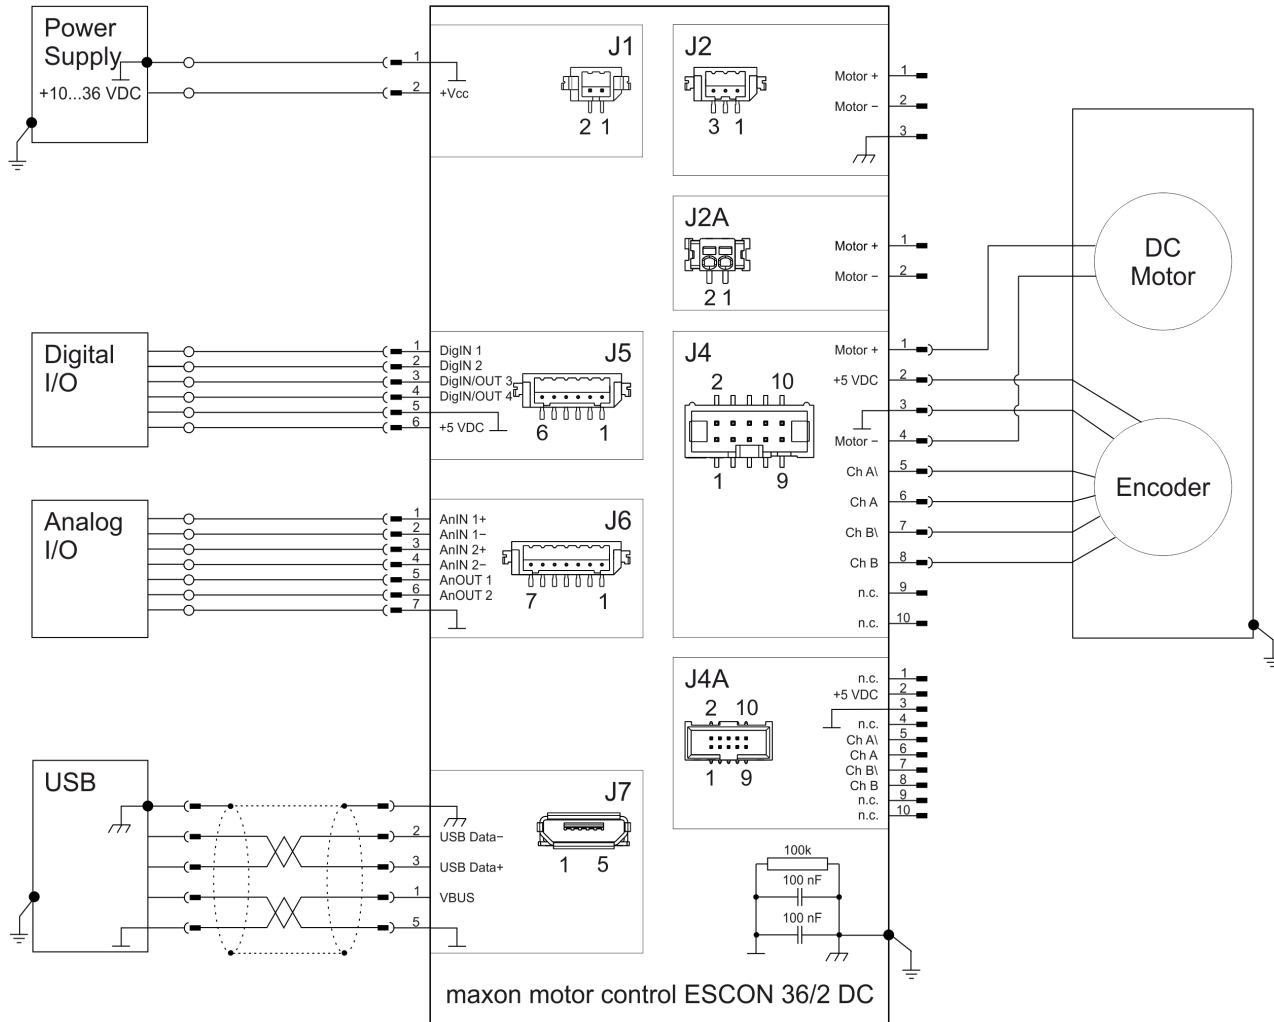 Power
Supply
+10...36 VDC
1
2
+Vcc
J1
2 1
J2
3 1
Motor +
1
Motor −
2
3
J2A
2 1
Motor +
1
Motor −
2
DC
Motor
Digital
I/O
1
DigIN 1
2
DigIN 2
3
DigIN/OUT 3
4
DigIN/OUT 4
5
6
+5 VDC
J5
6 1
J4
2 10
1 9
Motor +
1
+5 VDC
2
3
Motor −
4
Ch A\
5
Ch A
6
Ch B\
7
Ch B
8
n.c.
9
n.c.
10
Encoder
Analog
I/O
1
AnIN 1+
2
AnIN 1−
3
AnIN 2+
4
AnIN 2−
5
AnOUT 1
6
AnOUT 2
7
J6
7 1
J4A
2 10
1 9
n.c.
1
+5 VDC
2
3
n.c.
4
Ch A\
5
Ch A
6
Ch B\
7
Ch B
8
n.c.
9
n.c.
10
USB
2
USB Data−
3
USB Data+
1
VBUS
5
J7
1 5
100k
100 nF
100 nF
maxon motor control ESCON 36/2 DC